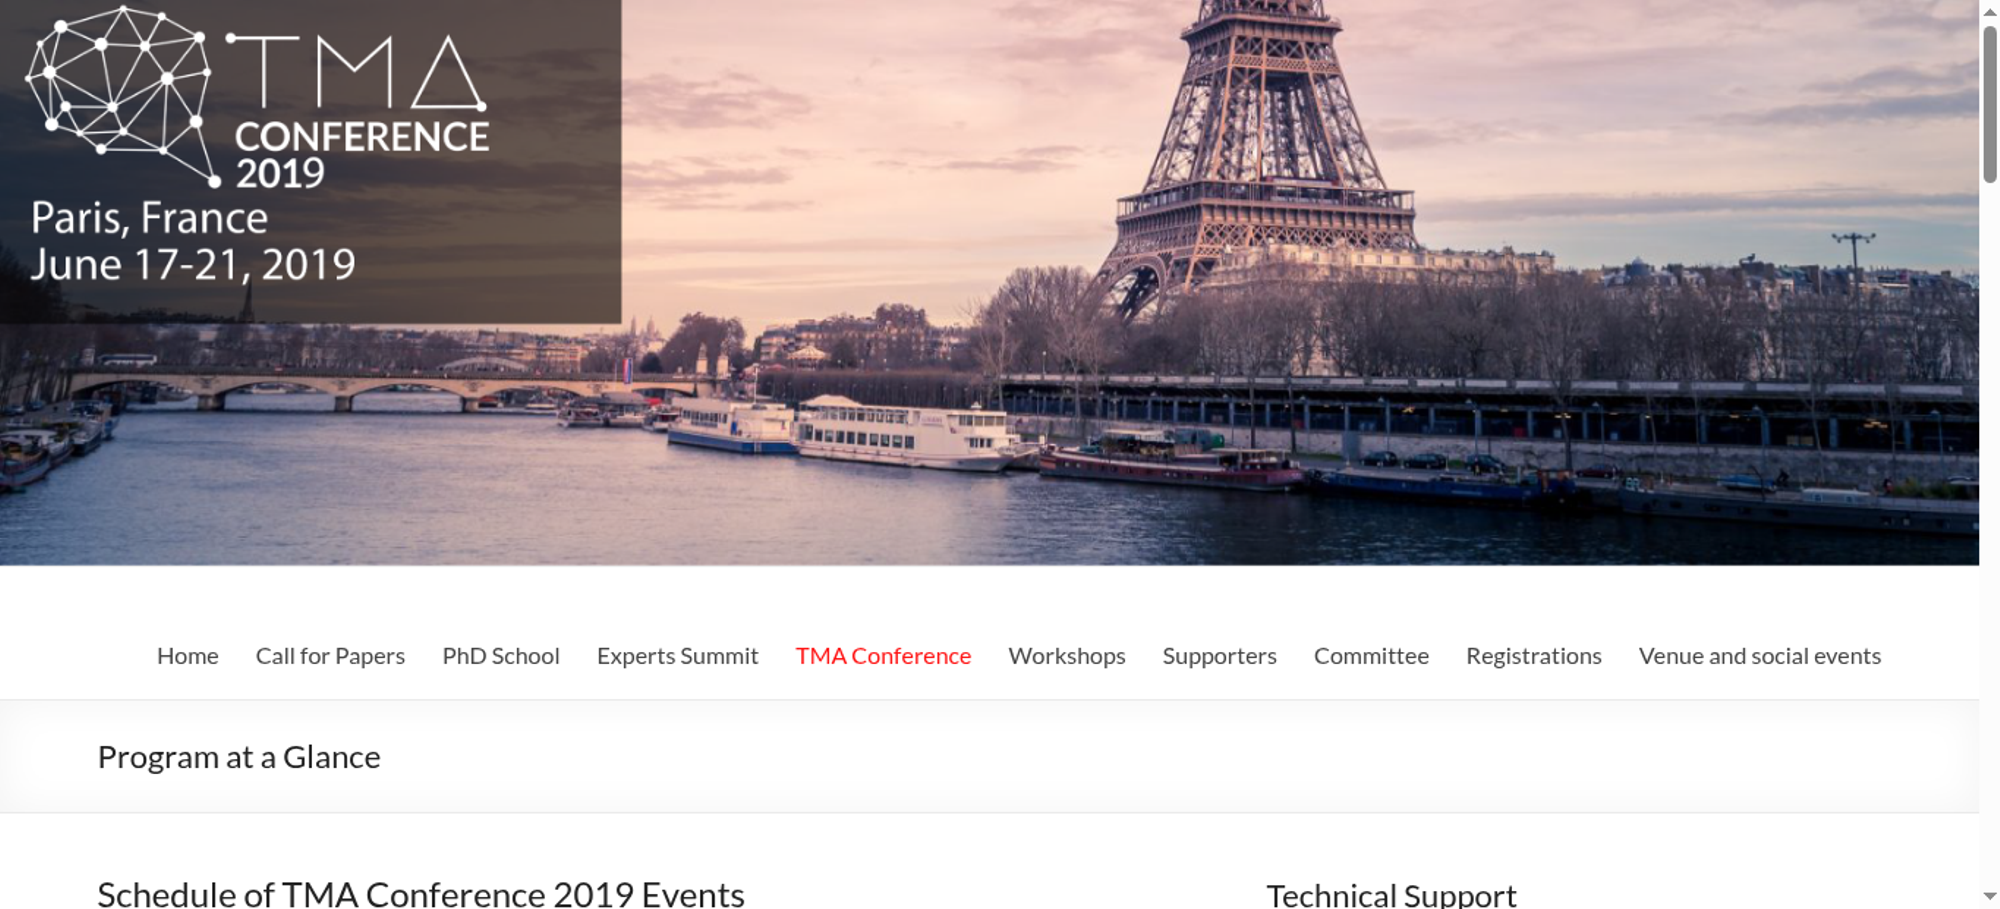 TMA
CONFERENCE
2019
Paris, France
June 17-21, 2019
Home Call for Papers PhD School Experts Summit TMA Conference Workshops Supporters Committee Registrations Venue and social events
Program at a Glance
Schedule of TMA Conference 2019 Events
Technical Support